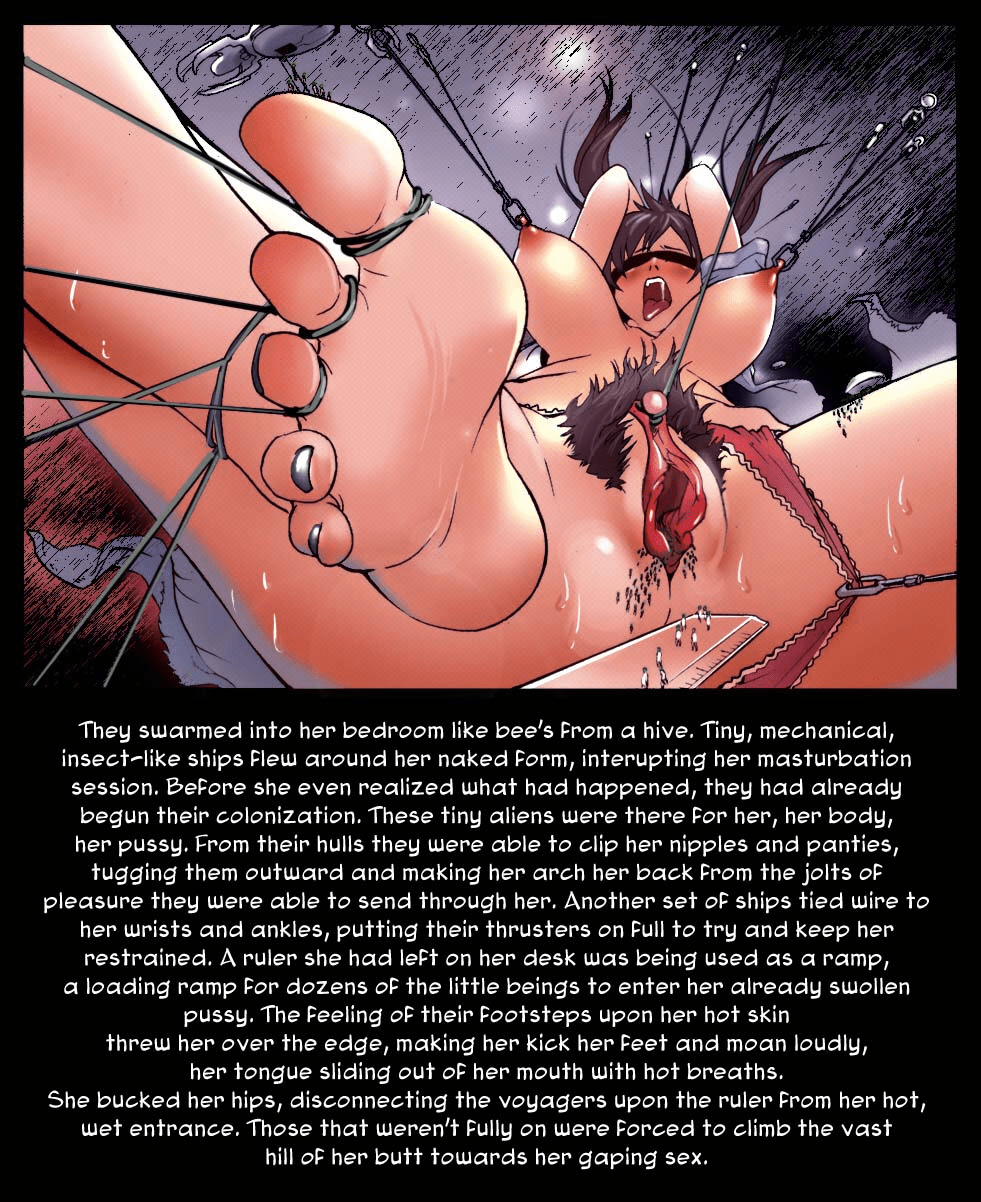 They swarmed into her bedroom like bee's from a hive. Tiny, mechanical,
insect-like ships flew around her naked form, interupting her masturbation
session. Before she even realized what had happened, they had already
begun their colonization. These tiny aliens were there for her, her body,
her pussy. From their hulls they were able to clip her nipples and panties,
tugging them outward and making her arch her back from the jolts of
pleasure they were able to send through her. Another set of ships tied wire to
her wrists and ankles, putting their thrusters on full to try and keep her
restrained. A ruler she had left on her desk was being used as a ramp,
a loading ramp for dozens of the little beings to enter her already swollen
pussy. The feeling of their footsteps upon her hot skin
threw her over the edge, making her kick her feet and moan loudly,
her tongue sliding out of her mouth with hot breaths.
She bucked her hips, disconnecting the voyagers upon the ruler from her hot,
wet entrance. Those that weren't fully on were forced to climb the vast
hill of her butt towards her gaping sex.